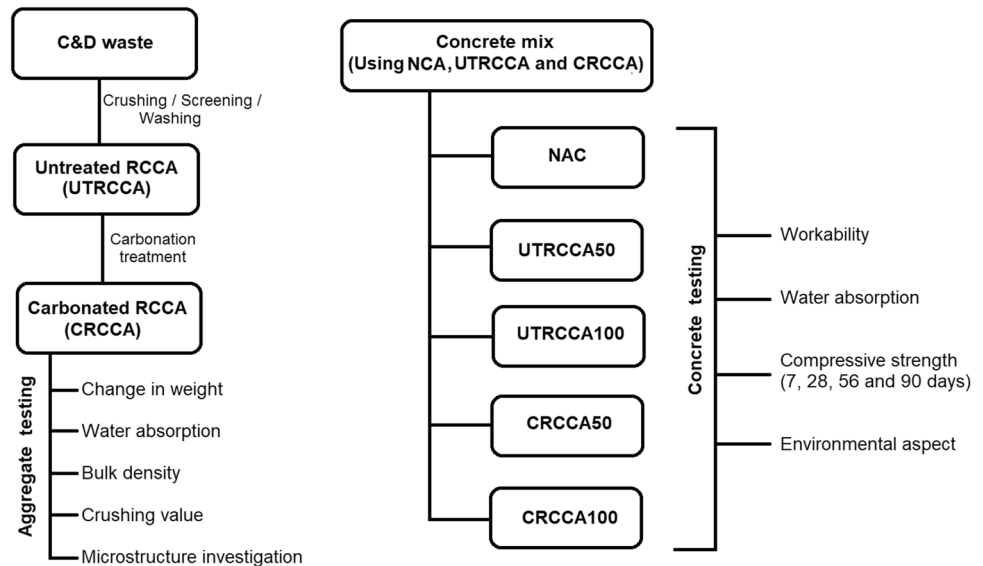 C&D waste
Crushing / Screening /
Washing
Untreated RCCA
(UTRCCA)
Carbonation
treatment
Carbonated RCCA
(CRCCA)
Aggregate testing
Change in weight
Water absorption
Bulk density
Crushing value
Microstructure investigation
Concrete mix
(Using NCA, UTRCCA and CRCCA)
NAC
UTRCCA50
UTRCCA100
CRCCA50
CRCCA100
Concrete testing
Workability
Water absorption
Compressive strength
(7, 28, 56 and 90 days)
Environmental aspect